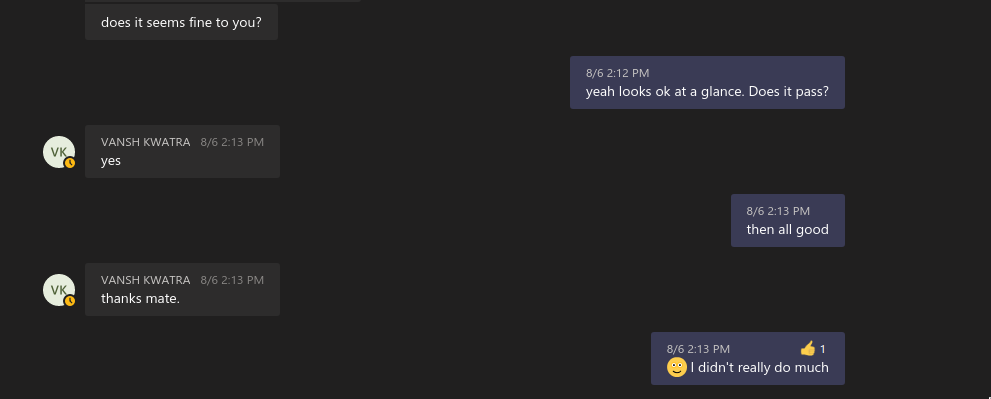 does it seems fine to you?
8/6 2:12 PM
yeah looks ok at a glance. Does it pass?
VK
VANSH KWATRA 8/6 2:13 PM
yes
8/6 2:13 PM
then all good
VK
VANSH KWATRA 8/6 2:13 PM
thanks mate.
8/6 2:13 PM 👍 1
🙂 I didn't really do much